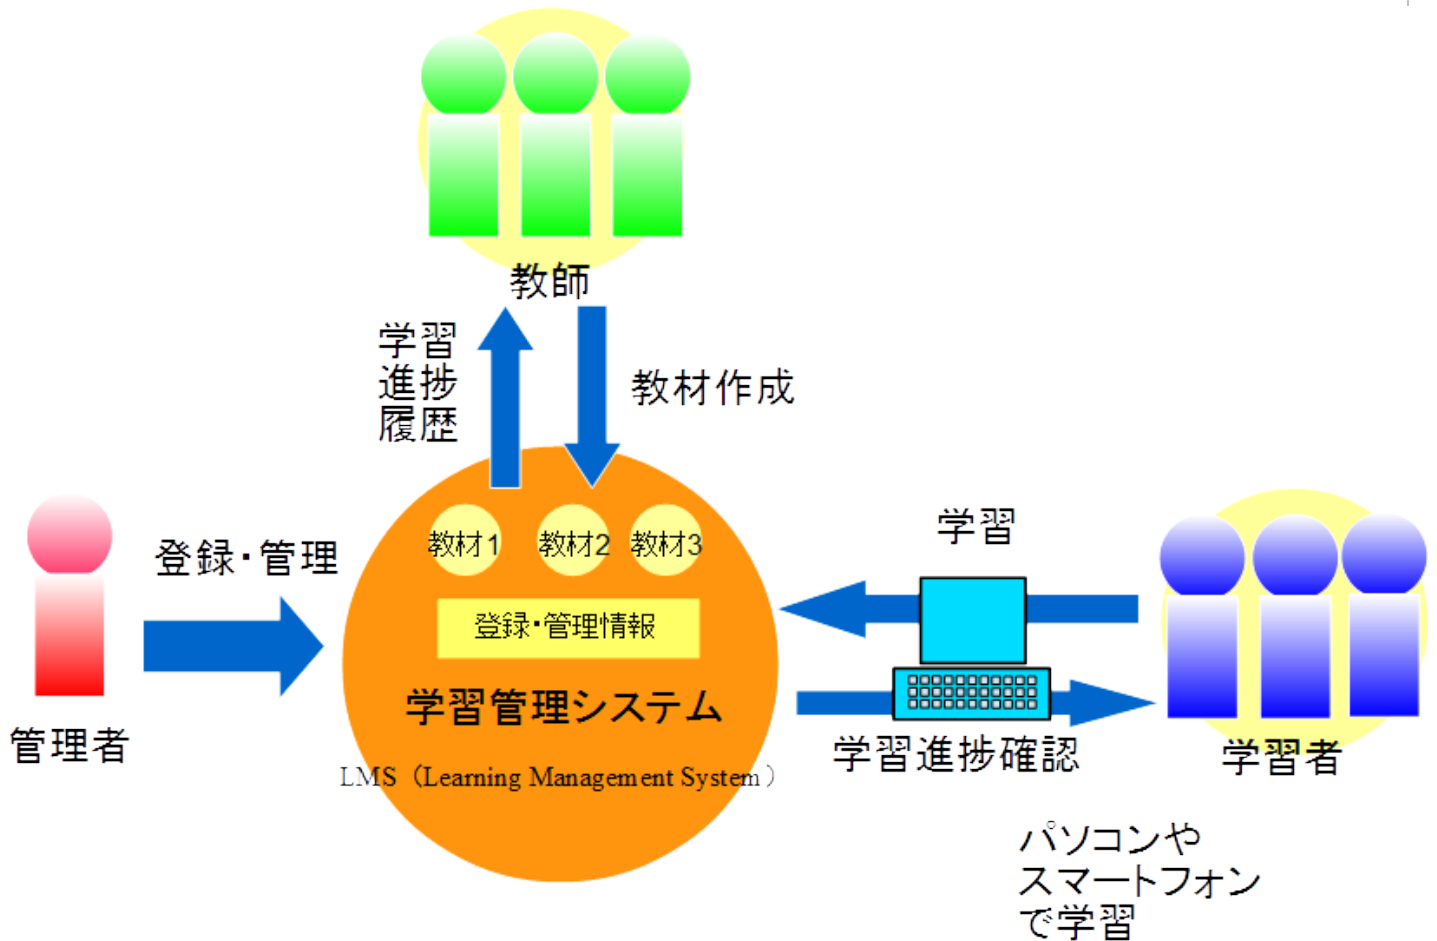 教師
学習
進捗
履歴
教材作成
教材1
教材2
教材3
登録・管理情報
学習管理システム
LMS（Learning Management System）
登録・管理
管理者
学習
学習進捗確認
学習者
パソコンや
スマートフォン
で学習